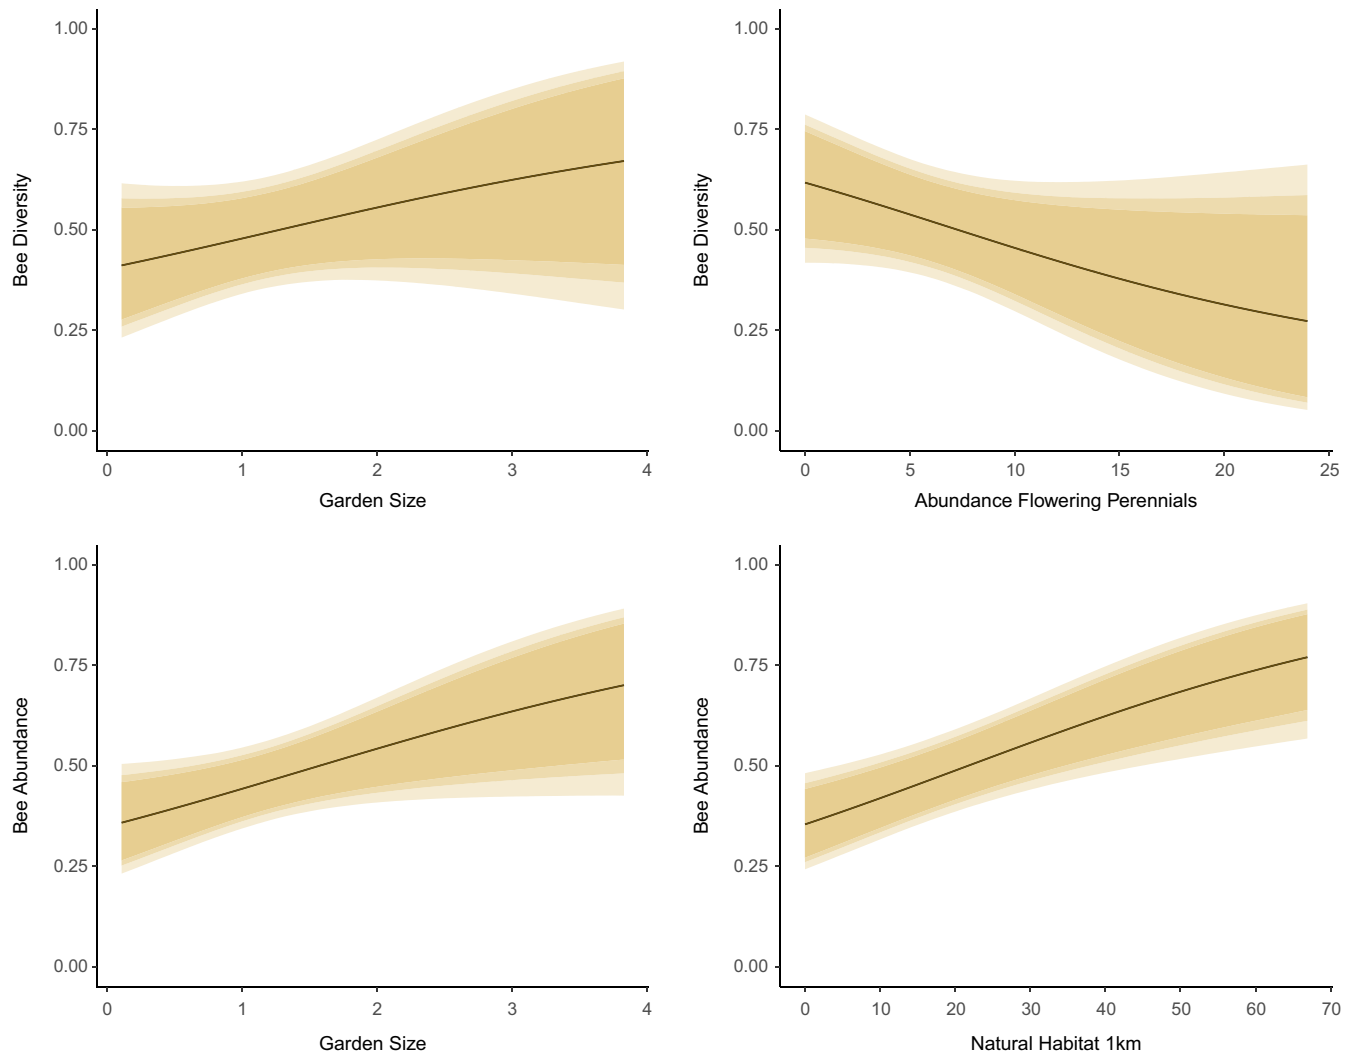 1.00
0.75
0.50
0.25
0.00
Bee Diversity
0 1 2 3 4
Garden Size
1.00
0.75
0.50
0.25
0.00
Bee Diversity
0 5 10 15 20 25
Abundance Flowering Perennials
1.00
0.75
0.50
0.25
0.00
Bee Abundance
0 1 2 3 4
Garden Size
1.00
0.75
0.50
0.25
0.00
Bee Abundance
0 10 20 30 40 50 60 70
Natural Habitat 1km